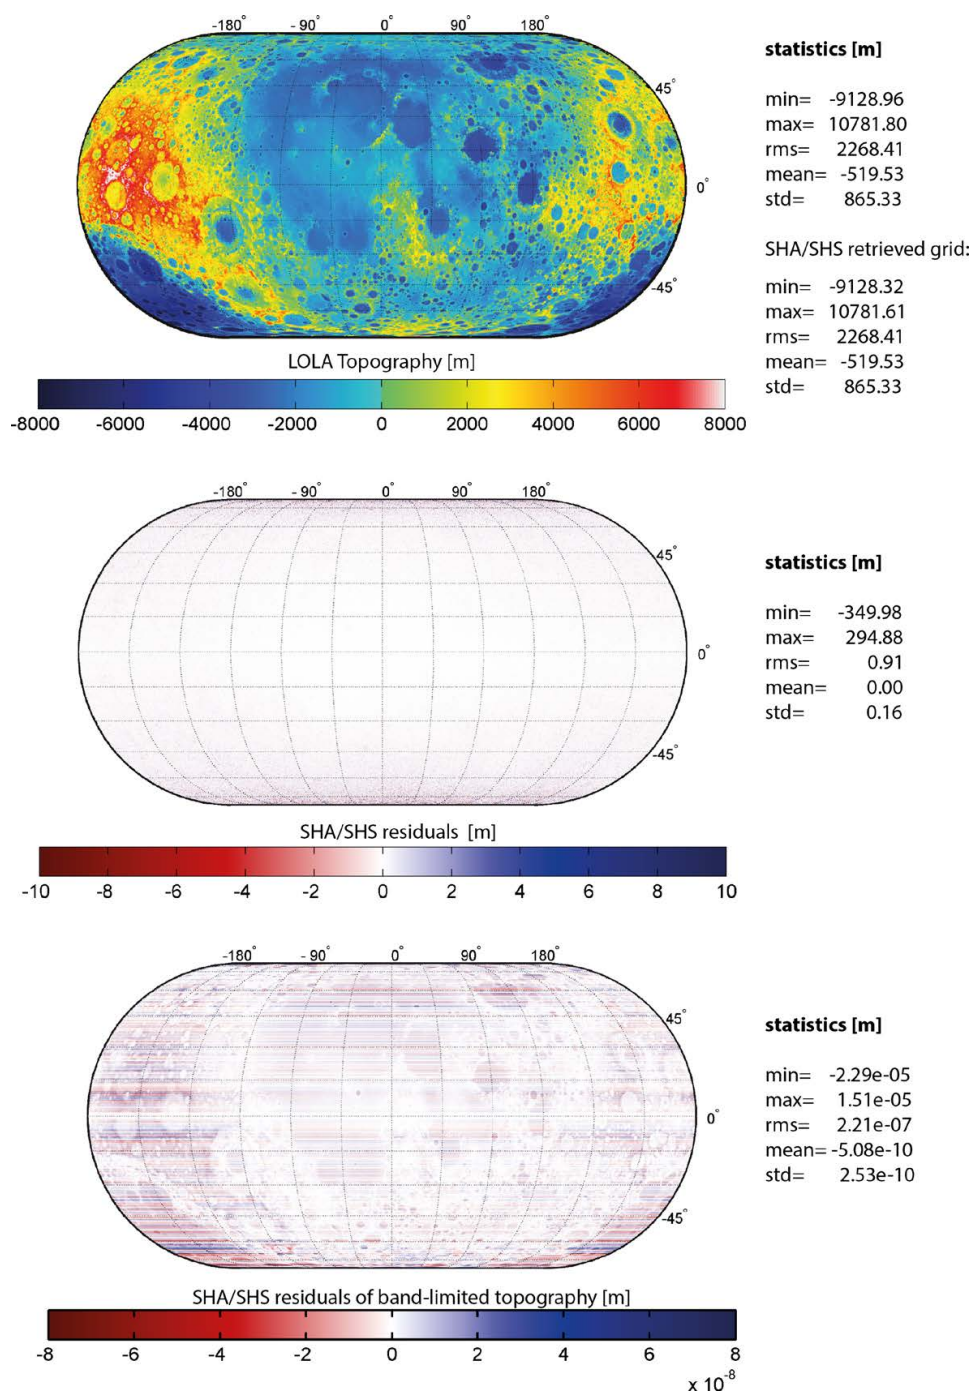 -180° -90° 0° 90° 180°
45°
0°
-45°
LOLA Topography [m]
-8000 -6000 -4000 -2000 0 2000 4000 6000 8000
statistics [m]
min= -9128.96
max= 10781.80
rms= 2268.41
mean= -519.53
std= 865.33
SHA/SHS retrieved grid:
min= -9128.32
max= 10781.61
rms= 2268.41
mean= -519.53
std= 865.33
-180° -90° 0° 90° 180°
45°
0°
-45°
SHA/SHS residuals [m]
-10 -8 -6 -4 -2 0 2 4 6 8 10
statistics [m]
min= -349.98
max= 294.88
rms= 0.91
mean= 0.00
std= 0.16
-180° -90° 0° 90° 180°
45°
0°
-45°
SHA/SHS residuals of band-limited topography [m]
-8 -6 -4 -2 0 2 4 6 8
x 10-8
statistics [m]
min= -2.29e-05
max= 1.51e-05
rms= 2.21e-07
mean= -5.08e-10
std= 2.53e-10